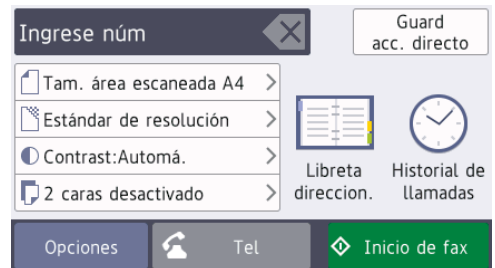 Ingrese núm
Guard
acc. directo
Tam. área escaneada A4
Estándar de resolución
Contrast:Automá.
2 caras desactivado
Libreta
direccion.
Historial de
llamadas
Opciones
Tel
Inicio de fax